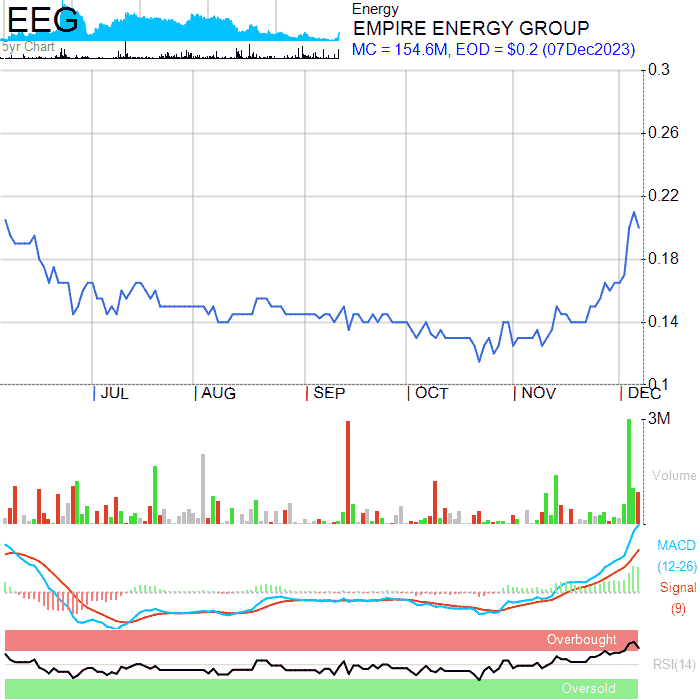 EEG
5yr Chart
Energy
EMPIRE ENERGY GROUP
MC = 154.6M, EOD = $0.2 (07Dec2023)
0.3
0.26
0.22
0.18
0.14
0.1
JUL AUG SEP OCT NOV DEC
3M
Volume
MACD
(12-26)
Signal
(9)
Overbought
RSI(14)
Oversold